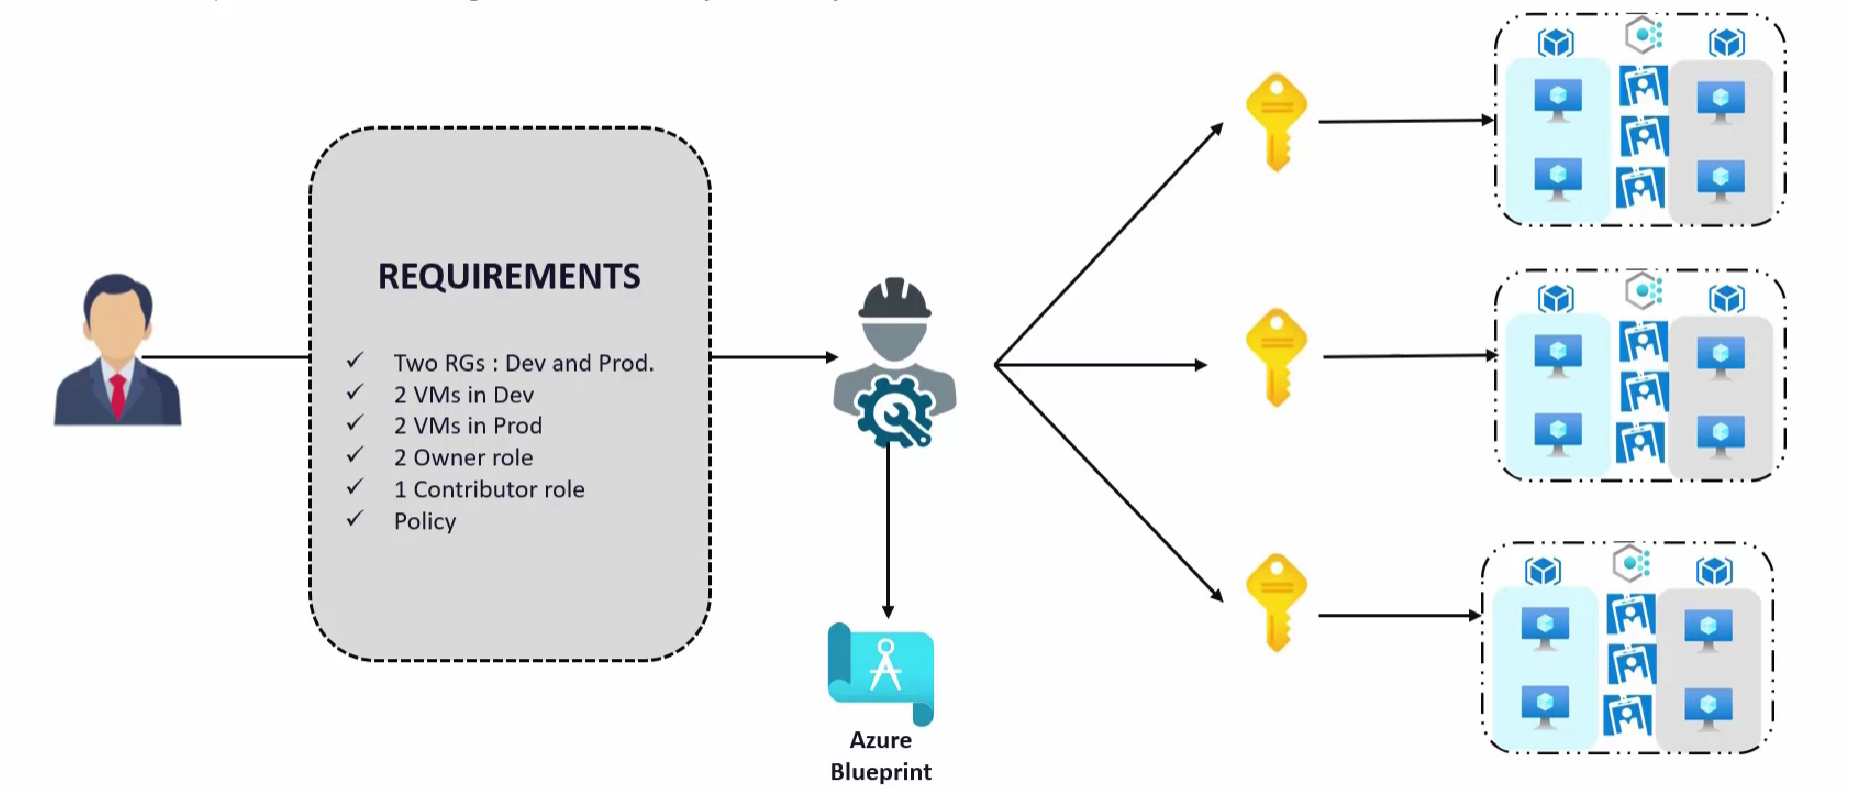 REQUIREMENTS
✓ Two RGs : Dev and Prod.
✓ 2 VMs in Dev
✓ 2 VMs in Prod
✓ 2 Owner role
✓ 1 Contributor role
✓ Policy
Azure
Blueprint